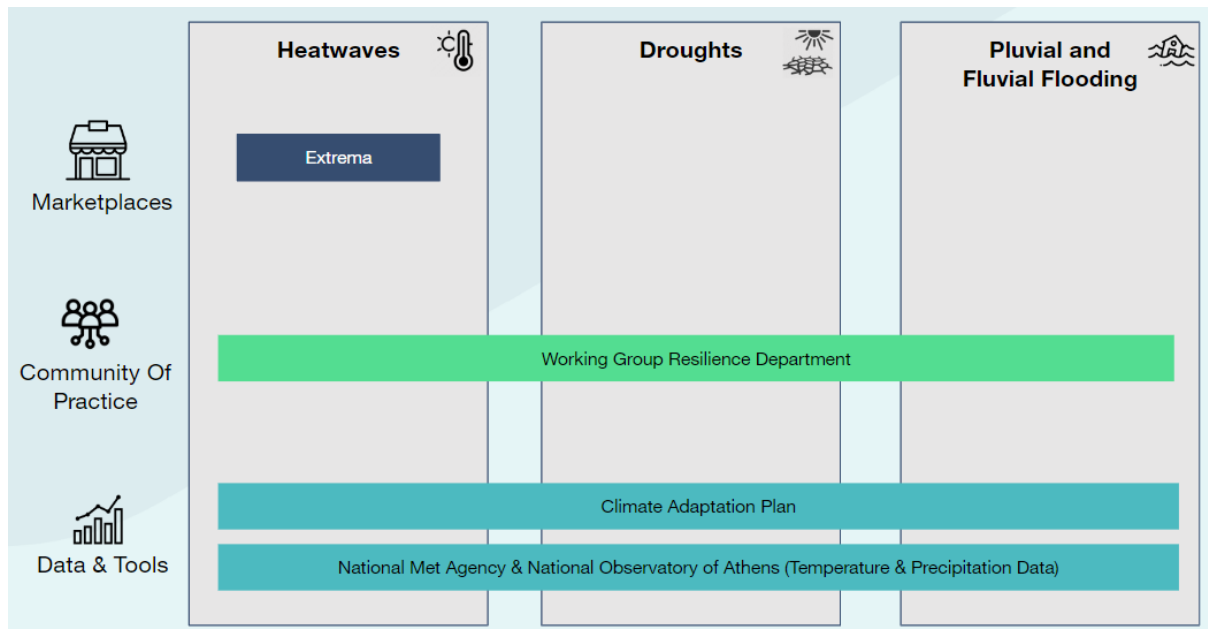 Heatwaves
Droughts
Pluvial and
Fluvial Flooding
Marketplaces
Extrema
Community Of
Practice
Working Group Resilience Department
Data & Tools
Climate Adaptation Plan
National Met Agency & National Observatory of Athens (Temperature & Precipitation Data)